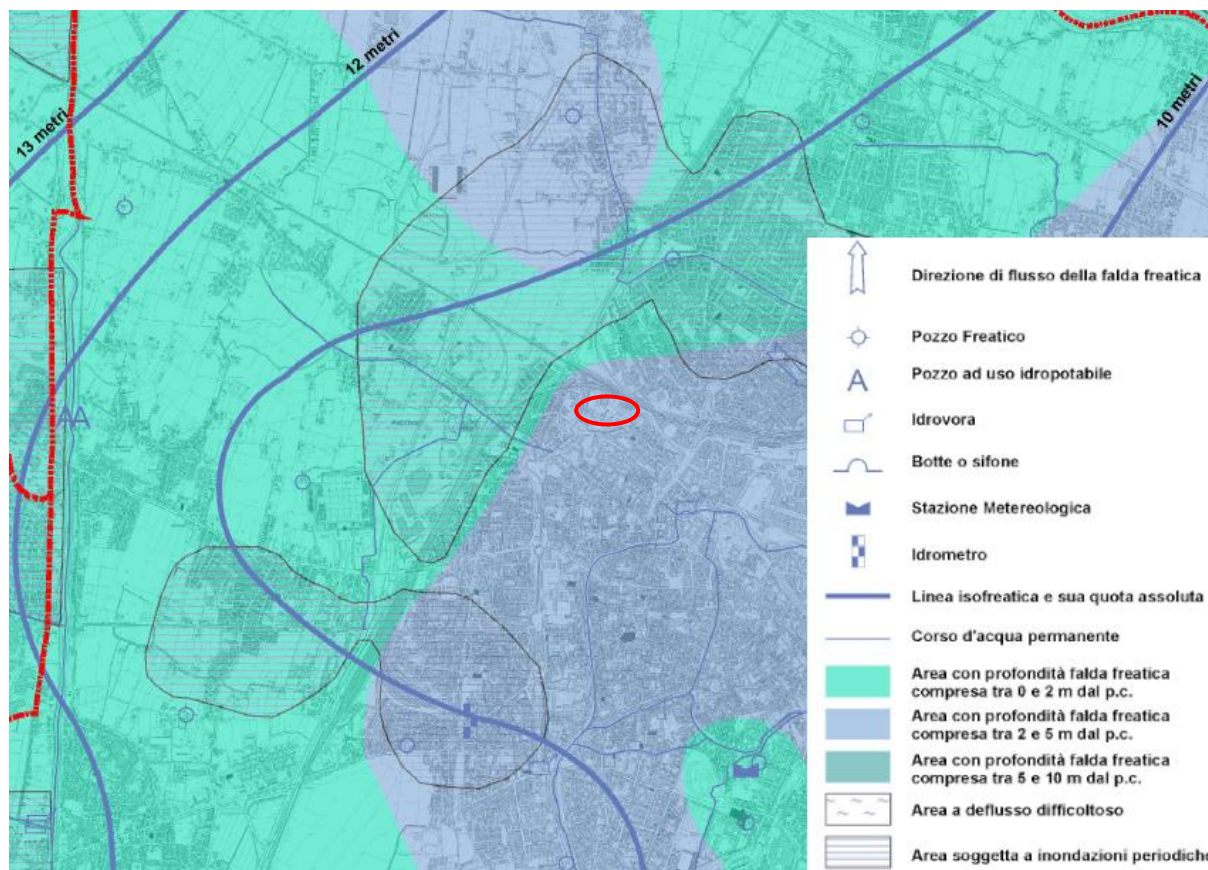 13 metri
12 metri
10 metri
AA
Direzione di flusso della falda freatica
Pozzo Freatico
A
Pozzo ad uso idropotabile
Idrovora
Botte o sifone
Stazione Metereologica
Idrometro
Linea isofreatica e sua quota assoluta
Corso d'acqua permanente
Area con profondità falda freatica
compresa tra 0 e 2 m dal p.c.
Area con profondità falda freatica
compresa tra 2 e 5 m dal p.c.
Area con profondità falda freatica
compresa tra 5 e 10 m dal p.c.
Area a deflusso difficoltoso
Area soggetta a inondazioni periodiche